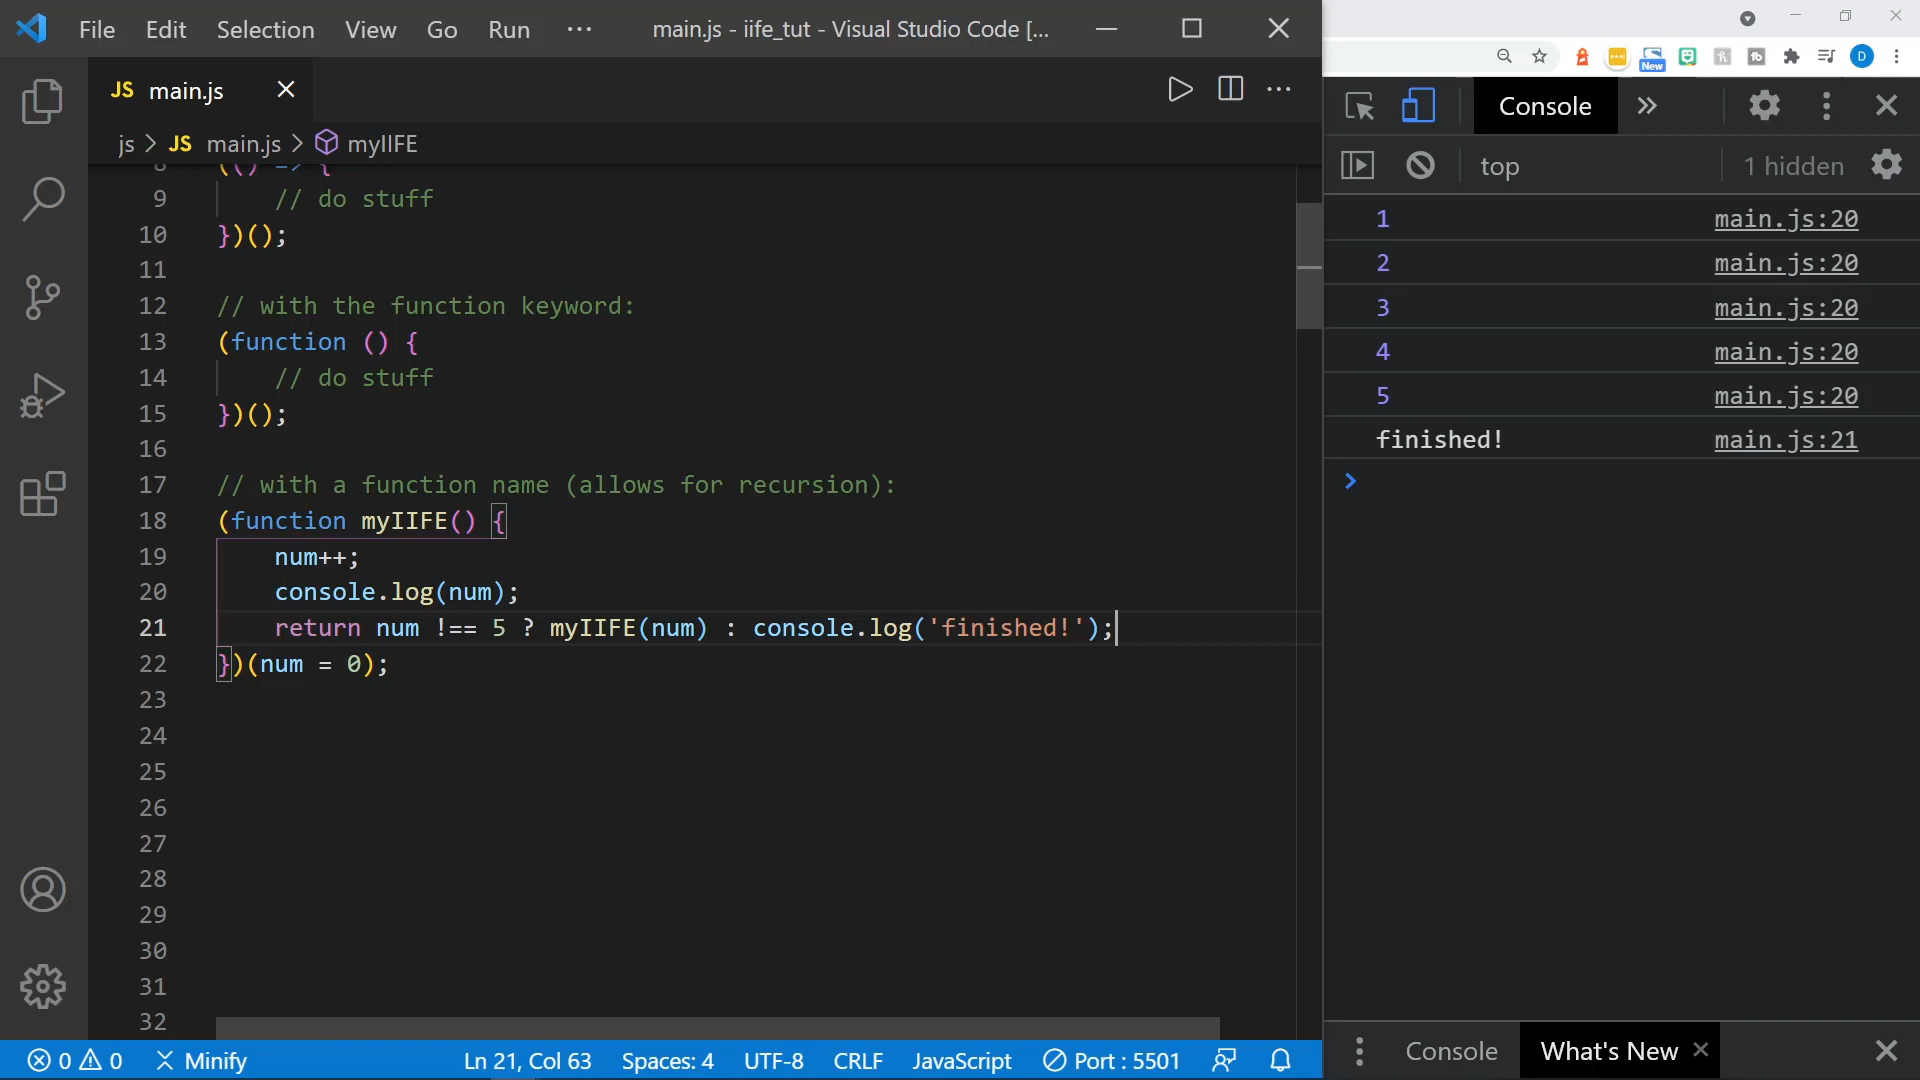 File Edit Selection View Go Run ··· main.js - iife_tut - Visual Studio Code [...
JS main.js
js > JS main.js > myIIFE
8 (() => {
9 // do stuff
10 })();
11
12 // with the function keyword:
13 (function () {
14 // do stuff
15 })();
16
17 // with a function name (allows for recursion):
18 (function myIIFE() {
19 num++;
20 console.log(num);
21 return num !== 5 ? myIIFE(num) : console.log('finished!');
22 })(num = 0);
23
24
25
26
27
28
29
30
31
32
0 0 Minify Ln 21, Col 63 Spaces: 4 UTF-8 CRLF JavaScript Port : 5501
New D
Console
top 1 hidden
1 main.js:20
2 main.js:20
3 main.js:20
4 main.js:20
5 main.js:20
finished! main.js:21
Console What's New